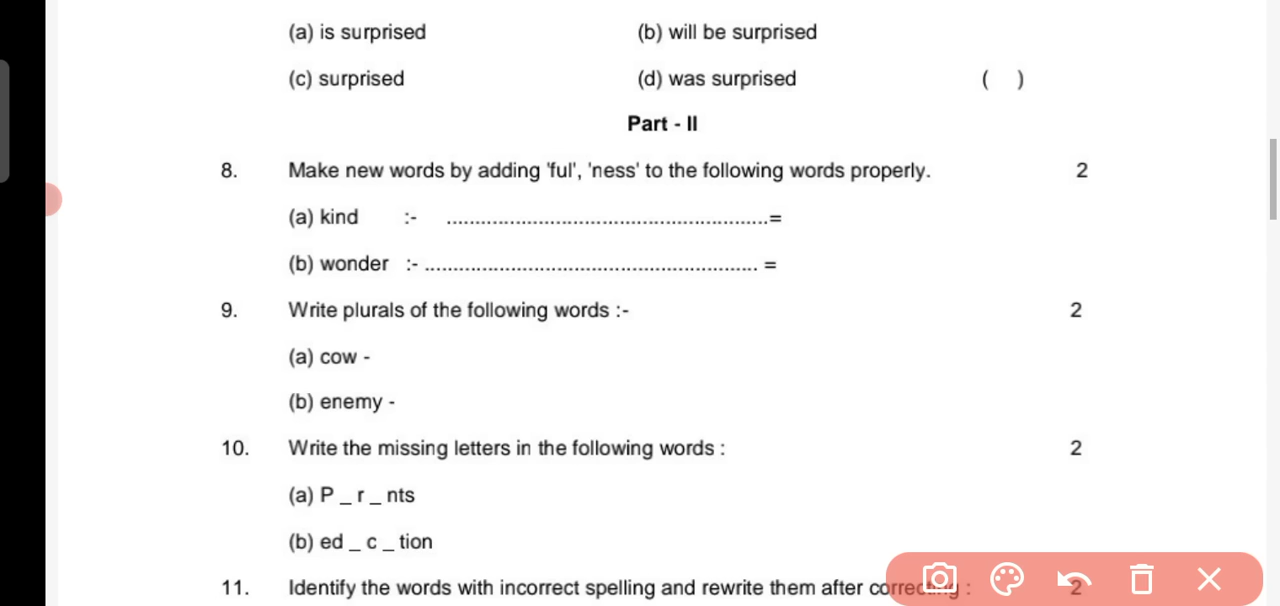 (a) is surprised (b) will be surprised
(c) surprised (d) was surprised ( )
Part - II
8. Make new words by adding 'ful', 'ness' to the following words properly. 2
(a) kind :- ........................................................=
(b) wonder :- .......................................................... =
9. Write plurals of the following words :- 2
(a) cow -
(b) enemy -
10. Write the missing letters in the following words : 2
(a) P _ r _ nts
(b) ed _ c _ tion
11. Identify the words with incorrect spelling and rewrite them after correcting : 2